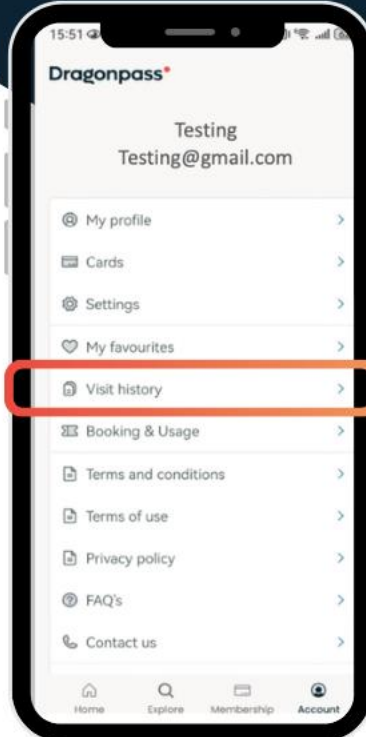 15:51
Dragonpass
Testing
Testing@gmail.com
My profile
Cards
Settings
My favourites
Visit history
Booking & Usage
Terms and conditions
Terms of use
Privacy policy
FAQ's
Contact us
Home Explore Membership Account